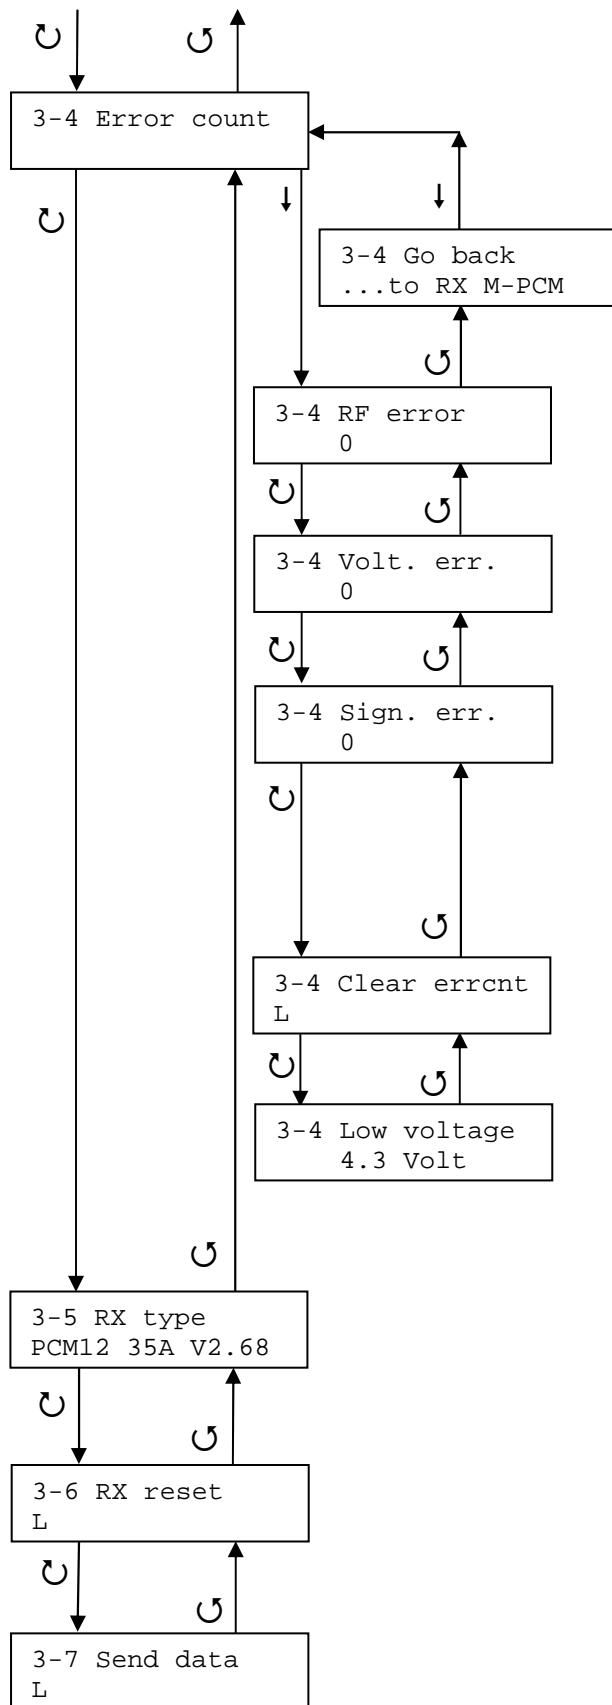 3-4 Error count
3-4 Go back
...to RX M-PCM
3-4 RF error
0
3-4 Volt. err.
0
3-4 Sign. err.
0
3-4 Clear errcnt
L
3-4 Low voltage
4.3 Volt
3-5 RX type
PCM12 35A V2.68
3-6 RX reset
L
3-7 Send data
L